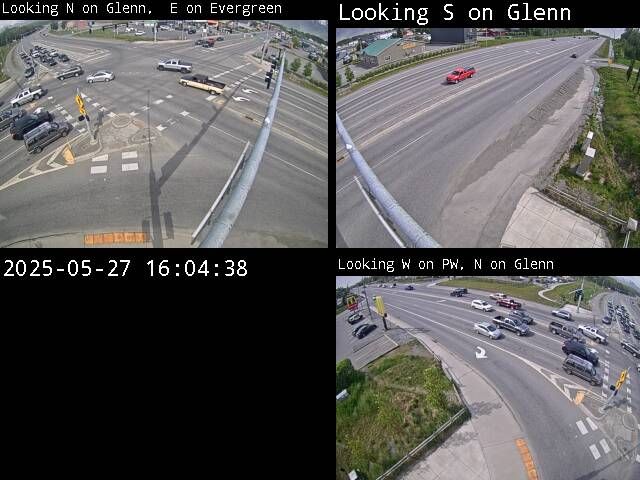 Looking N on Glenn,  E on Evergreen
Looking S on Glenn
2025-05-27 16:04:38
Looking W on PW, N on Glenn